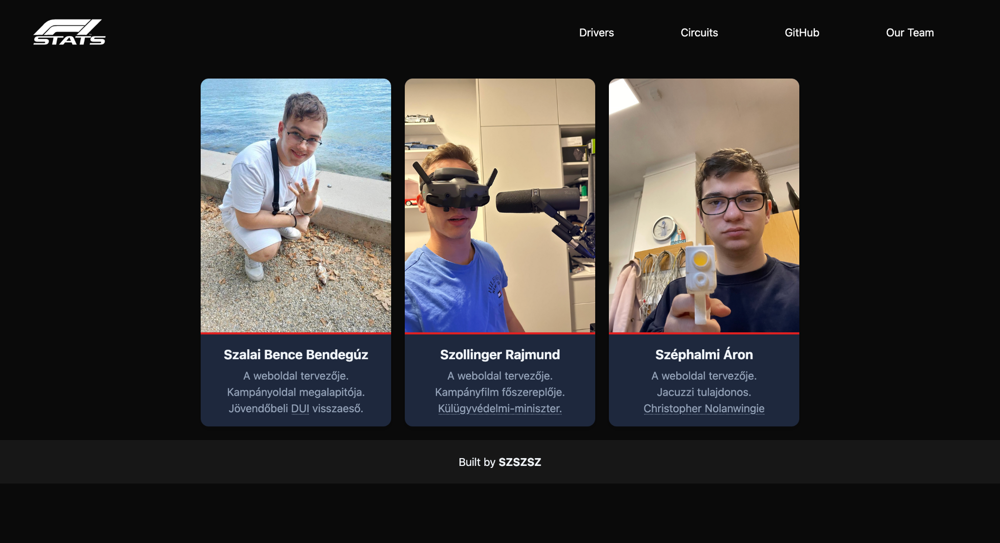 STATS
Drivers
Circuits
GitHub
Our Team
SCIENCE
Szalai Bence Bendegúz
A weboldal tervezője.
Kampányoldal megalapitója.
Jövendőbeli DUI visszaeső.
Szollinger Rajmund
A weboldal tervezője.
Kampányfilm főszereplője.
Külügyvédelmi-miniszter.
Széphalmi Áron
A weboldal tervezője.
Jacuzzi tulajdonos.
Christopher Nolanwingie
Built by SZSZSZ